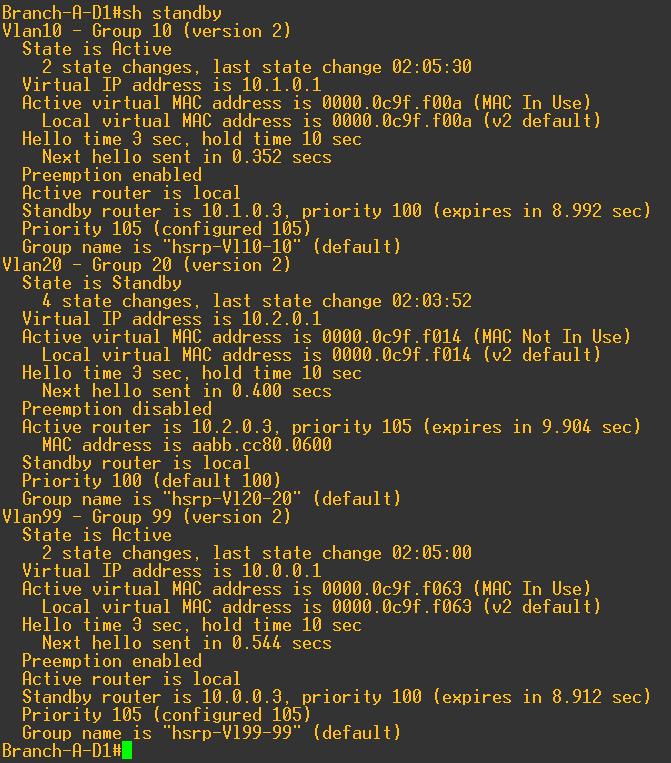 Branch-A-D1#sh standby
Vlan10 - Group 10 (version 2)
  State is Active
    2 state changes, last state change 02:05:30
  Virtual IP address is 10.1.0.1
  Active virtual MAC address is 0000.0c9f.f00a (MAC In Use)
    Local virtual MAC address is 0000.0c9f.f00a (v2 default)
  Hello time 3 sec, hold time 10 sec
    Next hello sent in 0.352 secs
  Preemption enabled
  Active router is local
  Standby router is 10.1.0.3, priority 100 (expires in 8.992 sec)
  Priority 105 (configured 105)
  Group name is "hsrp-Vl10-10" (default)
Vlan20 - Group 20 (version 2)
  State is Standby
    4 state changes, last state change 02:03:52
  Virtual IP address is 10.2.0.1
  Active virtual MAC address is 0000.0c9f.f014 (MAC Not In Use)
    Local virtual MAC address is 0000.0c9f.f014 (v2 default)
  Hello time 3 sec, hold time 10 sec
    Next hello sent in 0.400 secs
  Preemption disabled
  Active router is 10.2.0.3, priority 105 (expires in 9.904 sec)
    MAC address is aabb.cc80.0600
  Standby router is local
  Priority 100 (default 100)
  Group name is "hsrp-Vl20-20" (default)
Vlan99 - Group 99 (version 2)
  State is Active
    2 state changes, last state change 02:05:00
  Virtual IP address is 10.0.0.1
  Active virtual MAC address is 0000.0c9f.f063 (MAC In Use)
    Local virtual MAC address is 0000.0c9f.f063 (v2 default)
  Hello time 3 sec, hold time 10 sec
    Next hello sent in 0.544 secs
  Preemption enabled
  Active router is local
  Standby router is 10.0.0.3, priority 100 (expires in 8.912 sec)
  Priority 105 (configured 105)
  Group name is "hsrp-Vl99-99" (default)
Branch-A-D1#